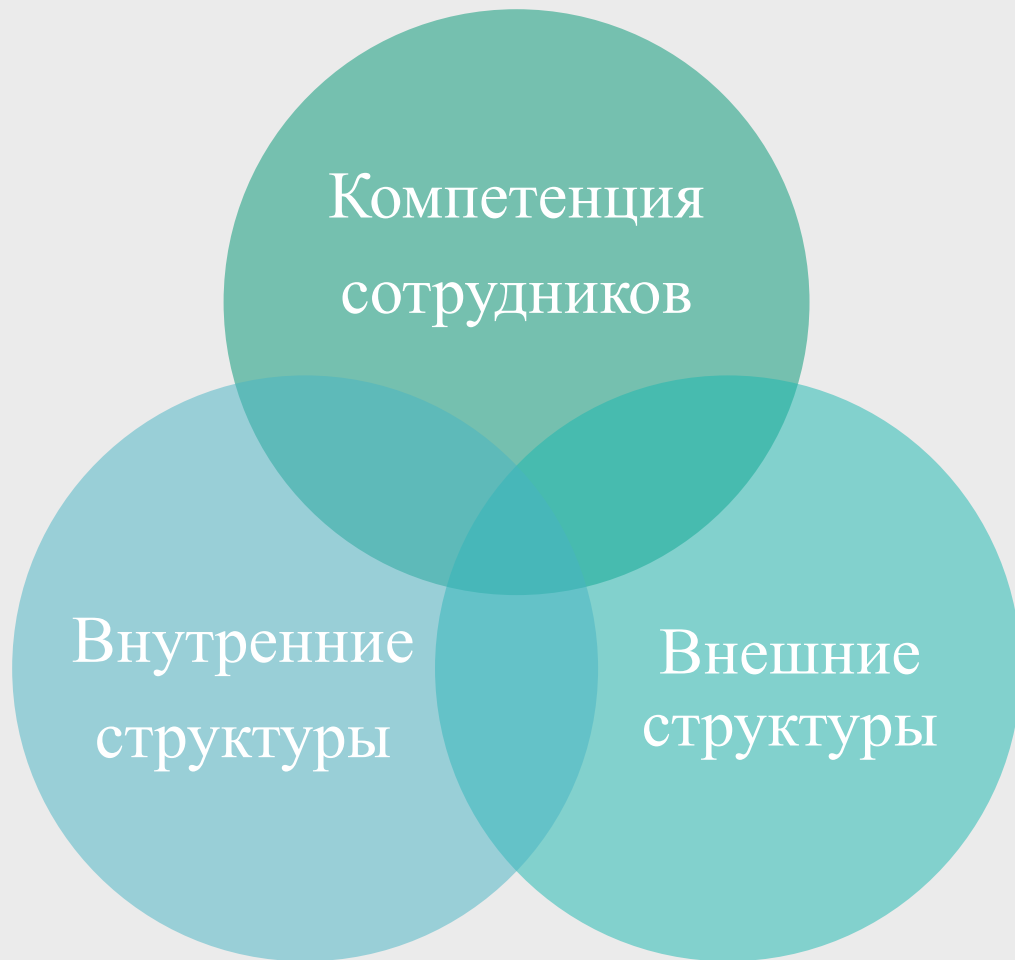 Компетенция
сотрудников
Внутренние
структуры
Внешние
структуры